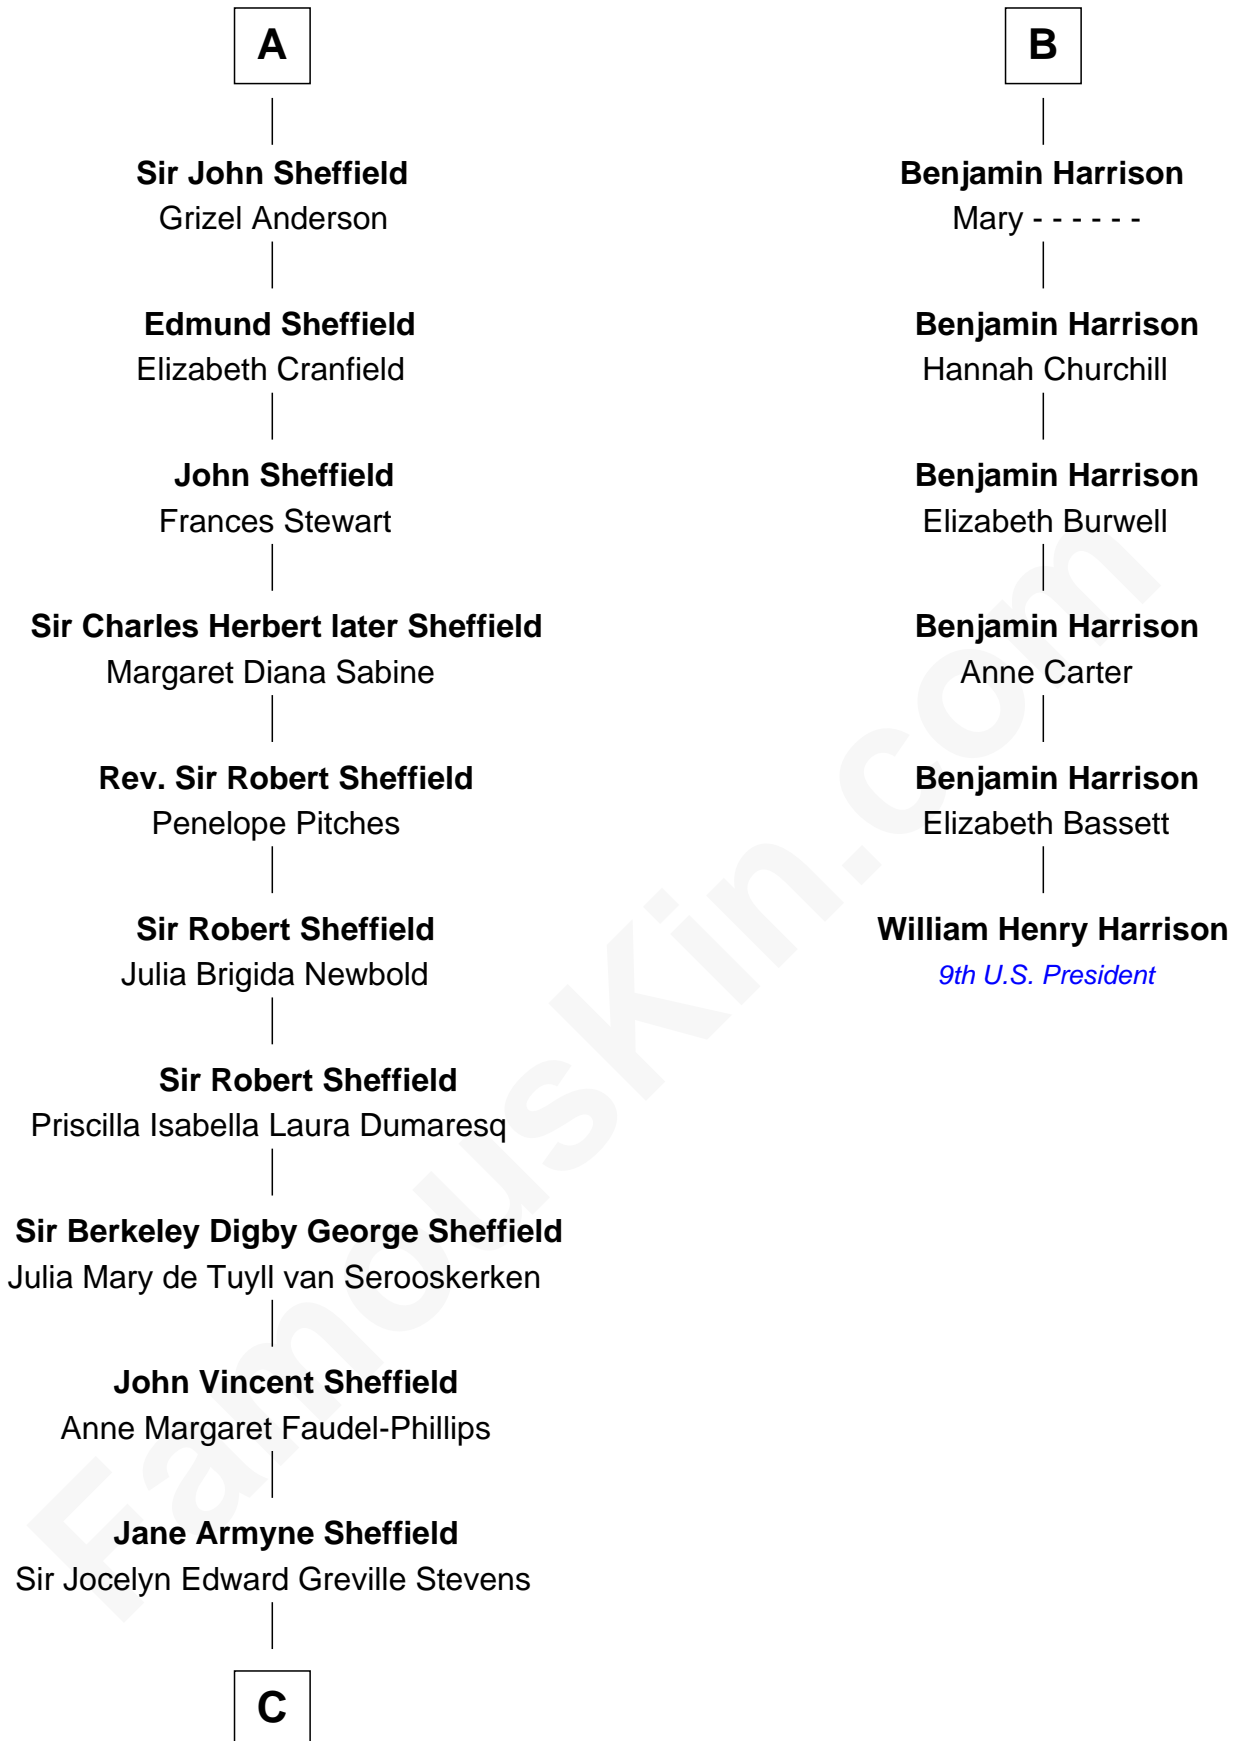 A
Sir John Sheffield
Grizel Anderson
Edmund Sheffield
Elizabeth Cranfield
John Sheffield
Frances Stewart
Sir Charles Herbert later Sheffield
Margaret Diana Sabine
Rev. Sir Robert Sheffield
Penelope Pitches
Sir Robert Sheffield
Julia Brigida Newbold
Sir Robert Sheffield
Priscilla Isabella Laura Dumaresq
Sir Berkeley Digby George Sheffield
Julia Mary de Tuyll van Serooskerken
John Vincent Sheffield
Anne Margaret Faudel-Phillips
Jane Armyne Sheffield
Sir Jocelyn Edward Greville Stevens
C
B
Benjamin Harrison
Mary - - - - - -
Benjamin Harrison
Hannah Churchill
Benjamin Harrison
Elizabeth Burwell
Benjamin Harrison
Anne Carter
Benjamin Harrison
Elizabeth Bassett
William Henry Harrison
9th U.S. President
FamousKin.com